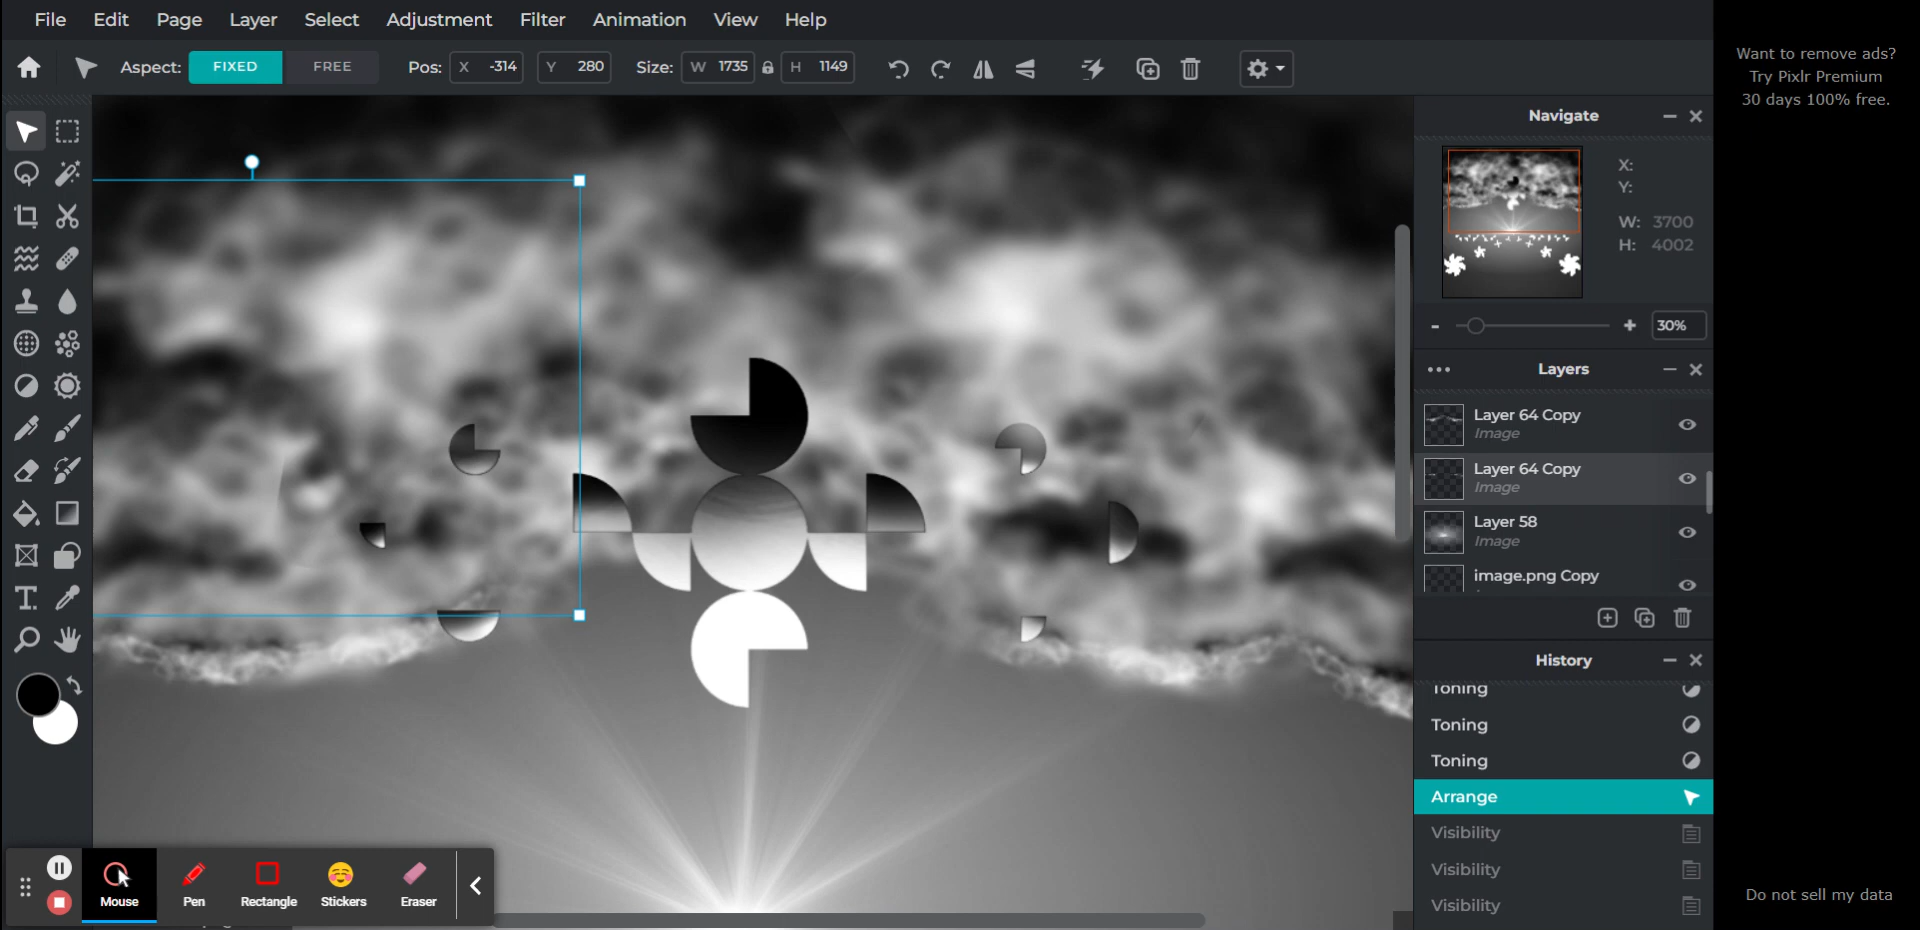 File Edit Page Layer Select Adjustment Filter Animation View Help
Aspect: FIXED FREE Pos: X -314 Y 280 Size: W 1735 H 1149
Want to remove ads?
Try Pixlr Premium
30 days 100% free.
Navigate
X:
Y:
W: 3700
H: 4002
30%
Layers
Layer 64 Copy
Image
Layer 64 Copy
Image
Layer 58
Image
image.png Copy
History
Toning
Toning
Toning
Arrange
Visibility
Visibility
Visibility
Mouse Pen Rectangle Stickers Eraser
Do not sell my data